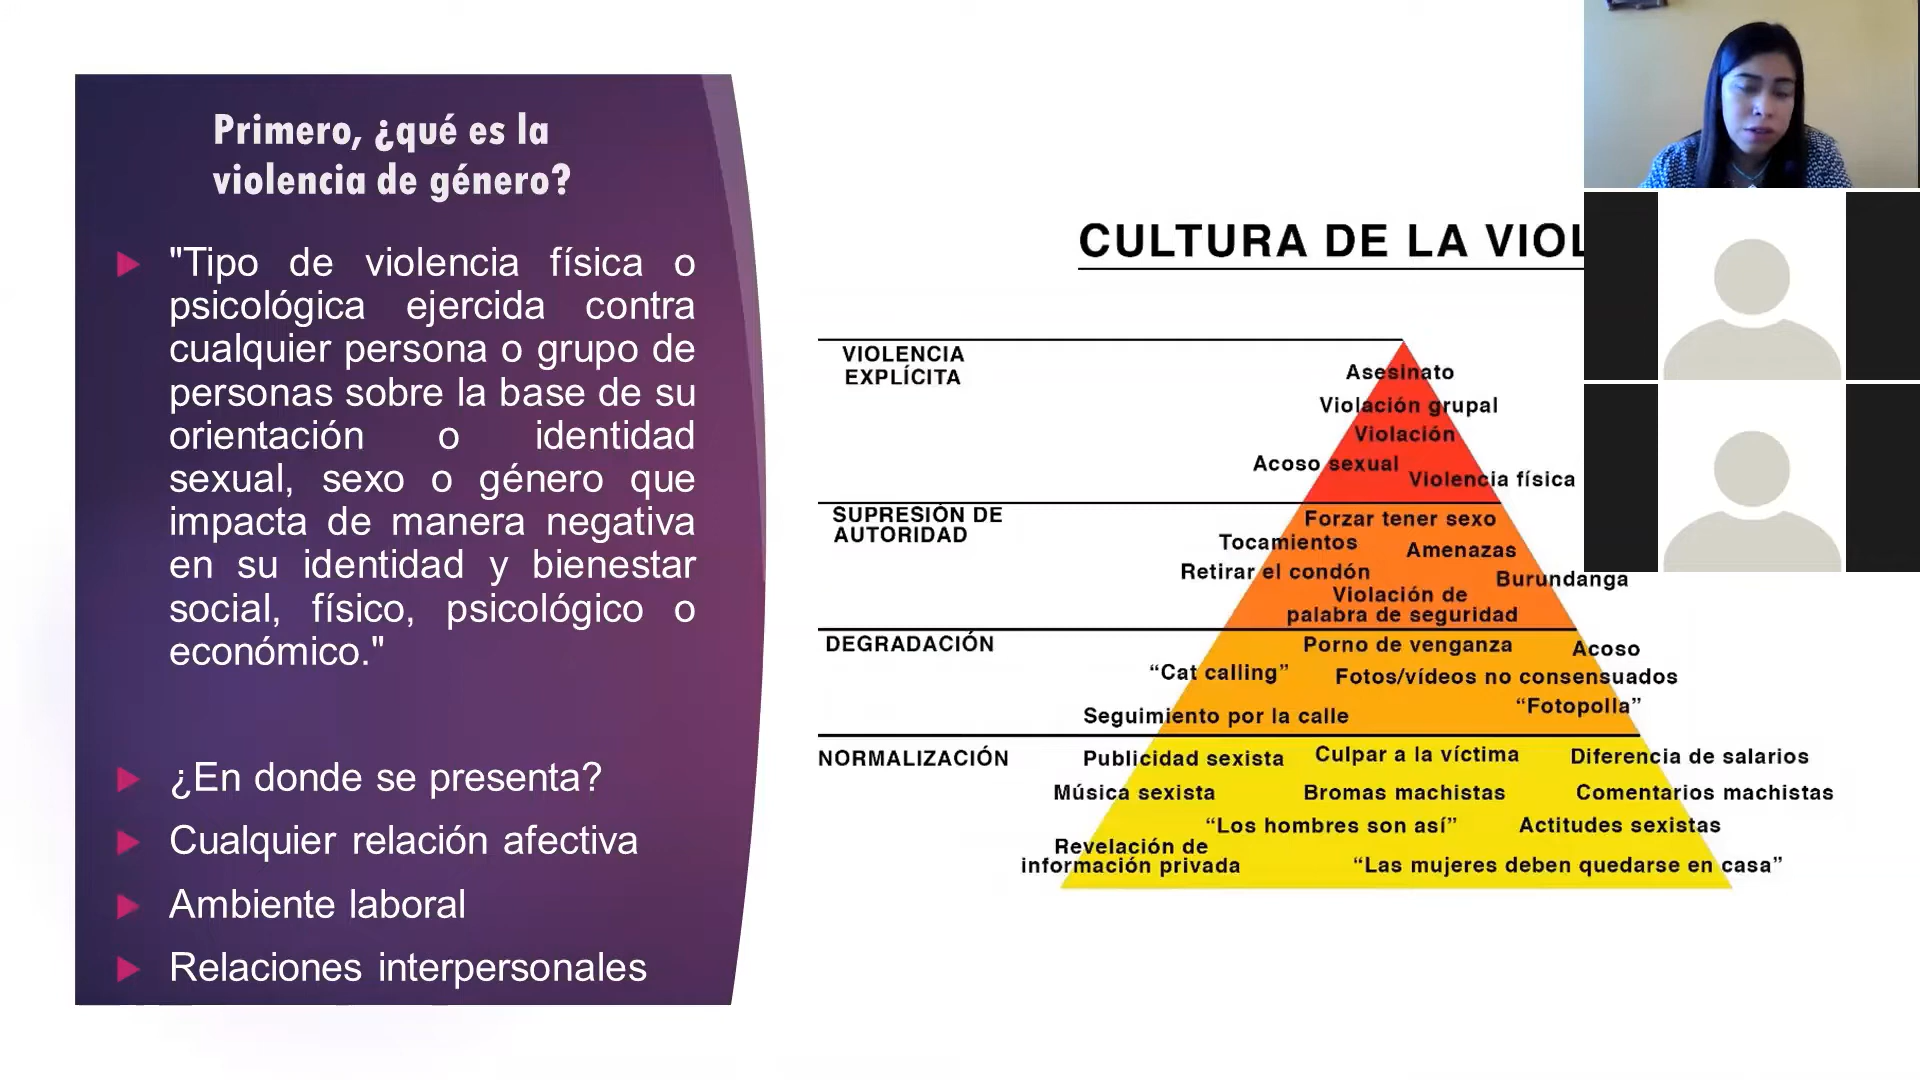 Primero, ¿qué es la
violencia de género?
"Tipo de violencia física o
psicológica ejercida contra
cualquier persona o grupo de
personas sobre la base de su
orientación o identidad
sexual, sexo o género que
impacta de manera negativa
en su identidad y bienestar
social, físico, psicológico o
económico."
¿En donde se presenta?
Cualquier relación afectiva
Ambiente laboral
Relaciones interpersonales
CULTURA DE LA VIOL
VIOLENCIA
EXPLÍCITA
Asesinato
Violación grupal
Violación
Acoso sexual
Violencia física
SUPRESIÓN DE
AUTORIDAD
Forzar tener sexo
Tocamientos
Amenazas
Retirar el condón
Burundanga
Violación de
palabra de seguridad
DEGRADACIÓN
Porno de venganza
Acoso
“Cat calling”
Fotos/vídeos no consensuados
“Fotopolla”
Seguimiento por la calle
NORMALIZACIÓN
Publicidad sexista
Culpar a la víctima
Diferencia de salarios
Música sexista
Bromas machistas
Comentarios machistas
“Los hombres son así”
Actitudes sexistas
Revelación de
información privada
“Las mujeres deben quedarse en casa”